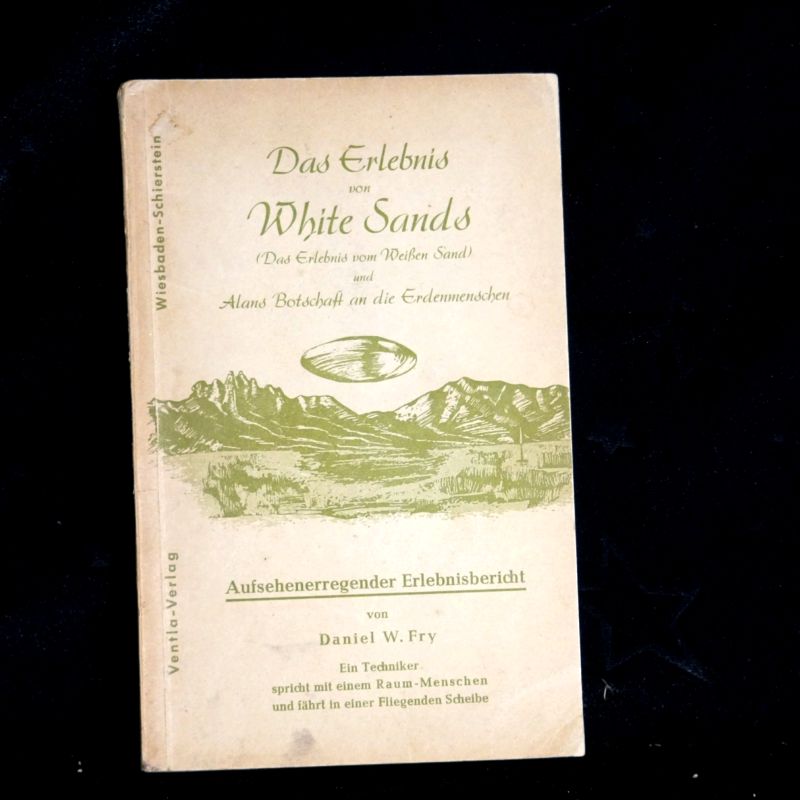 Das Erlebnis
von
White Sands
(Das Erlebnis vom Weißen Sand)
und
Alans Botschaft an die Erdenmenschen
Aufsehenerregender Erlebnisbericht
von
Daniel W. Fry
Ein Techniker
spricht mit einem Raum-Menschen
und fährt in einer Fliegenden Scheibe
Ventla-Verlag
Wiesbaden-Schierstein